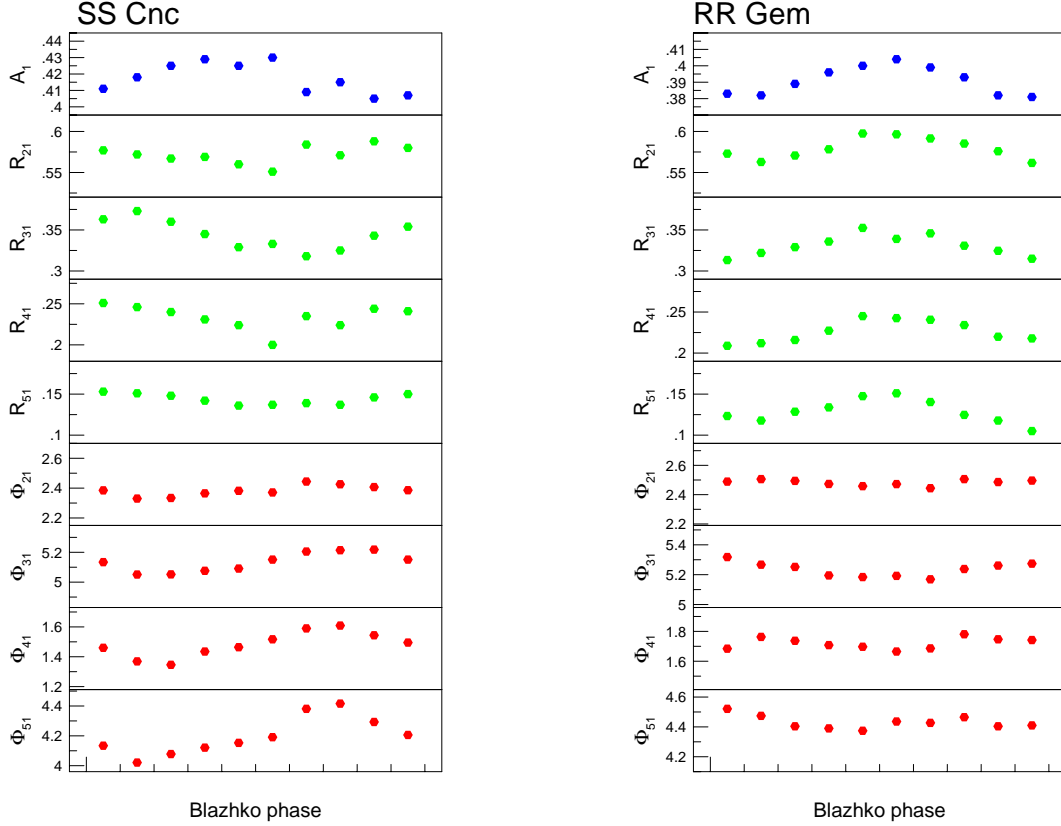 SS Cnc
A₁
.44
.43
.42
.41
.4
R₂₁
.6
.55
R₃₁
.35
.3
R₄₁
.25
.2
R₅₁
.15
.1
Φ₂₁
2.6
2.4
2.2
Φ₃₁
5.2
5
Φ₄₁
1.6
1.4
1.2
Φ₅₁
4.4
4.2
4
Blazhko phase
RR Gem
A₁
.41
.4
.39
.38
R₂₁
.6
.55
R₃₁
.35
.3
R₄₁
.25
.2
R₅₁
.15
.1
Φ₂₁
2.6
2.4
2.2
Φ₃₁
5.4
5.2
5
Φ₄₁
1.8
1.6
Φ₅₁
4.6
4.4
4.2
Blazhko phase